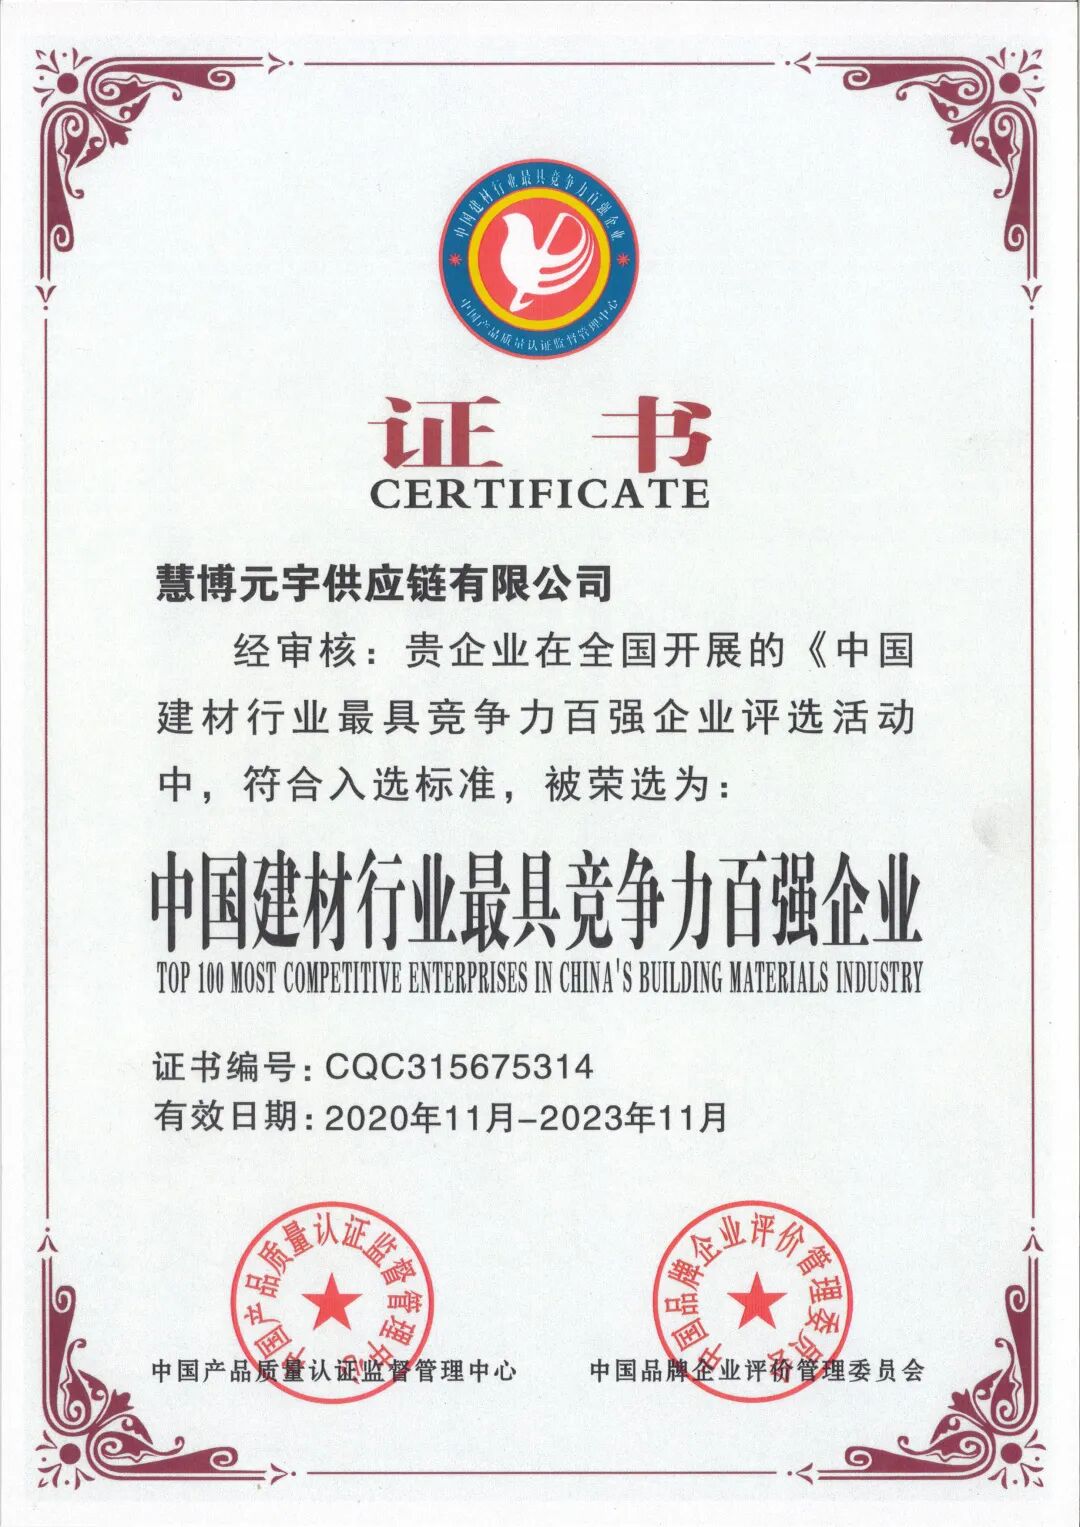 中国建材行业最具竞争力百强企业
中国产品质量认证监督管理中心
证 书
CERTIFICATE
慧博元宇供应链有限公司
经审核：贵企业在全国开展的《中国
建材行业最具竞争力百强企业评选活动
中，符合入选标准，被荣选为：
中国建材行业最具竞争力百强企业
TOP 100 MOST COMPETITIVE ENTERPRISES IN CHINA'S BUILDING MATERIALS INDUSTRY
证书编号：CQC315675314
有效日期：2020年11月-2023年11月
中国产品质量认证监督管理中心
中国品牌企业评价管理委员会
中国产品质量认证监督管理中心
中国品牌企业评价管理委员会